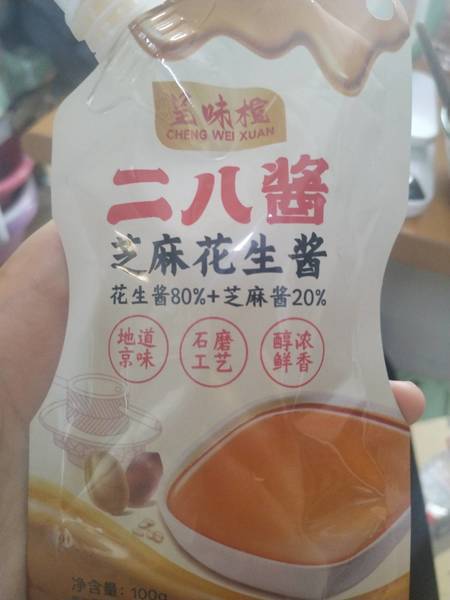 呈味楦
CHENG WEI XUAN
二八酱
芝麻花生酱
花生酱80%+芝麻酱20%
地道
京味
石磨
工艺
醇浓
鲜香
净含量：100g